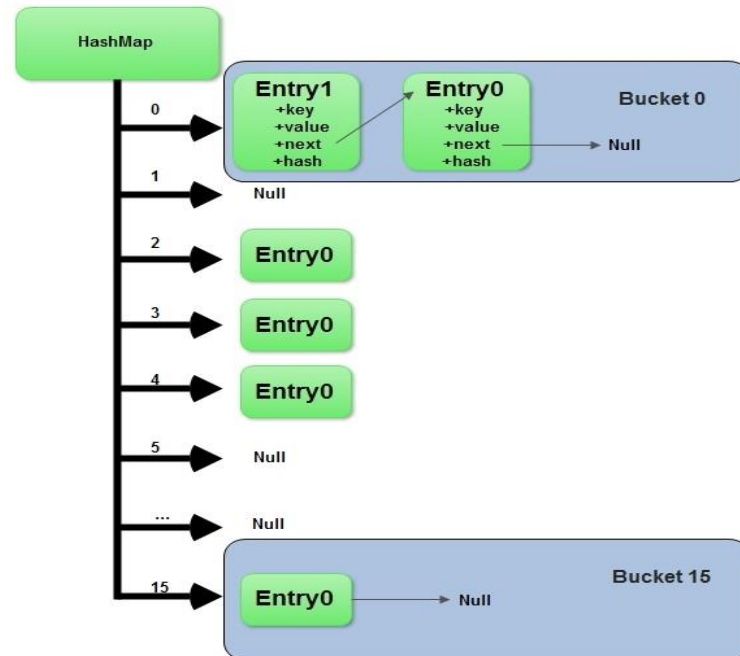 HashMap
0
Entry1
+key
+value
+next
+hash
Entry0
+key
+value
+next
+hash
Null
Bucket 0
1
Null
2
Entry0
3
Entry0
4
Entry0
5
Null
...
Null
15
Entry0
Null
Bucket 15